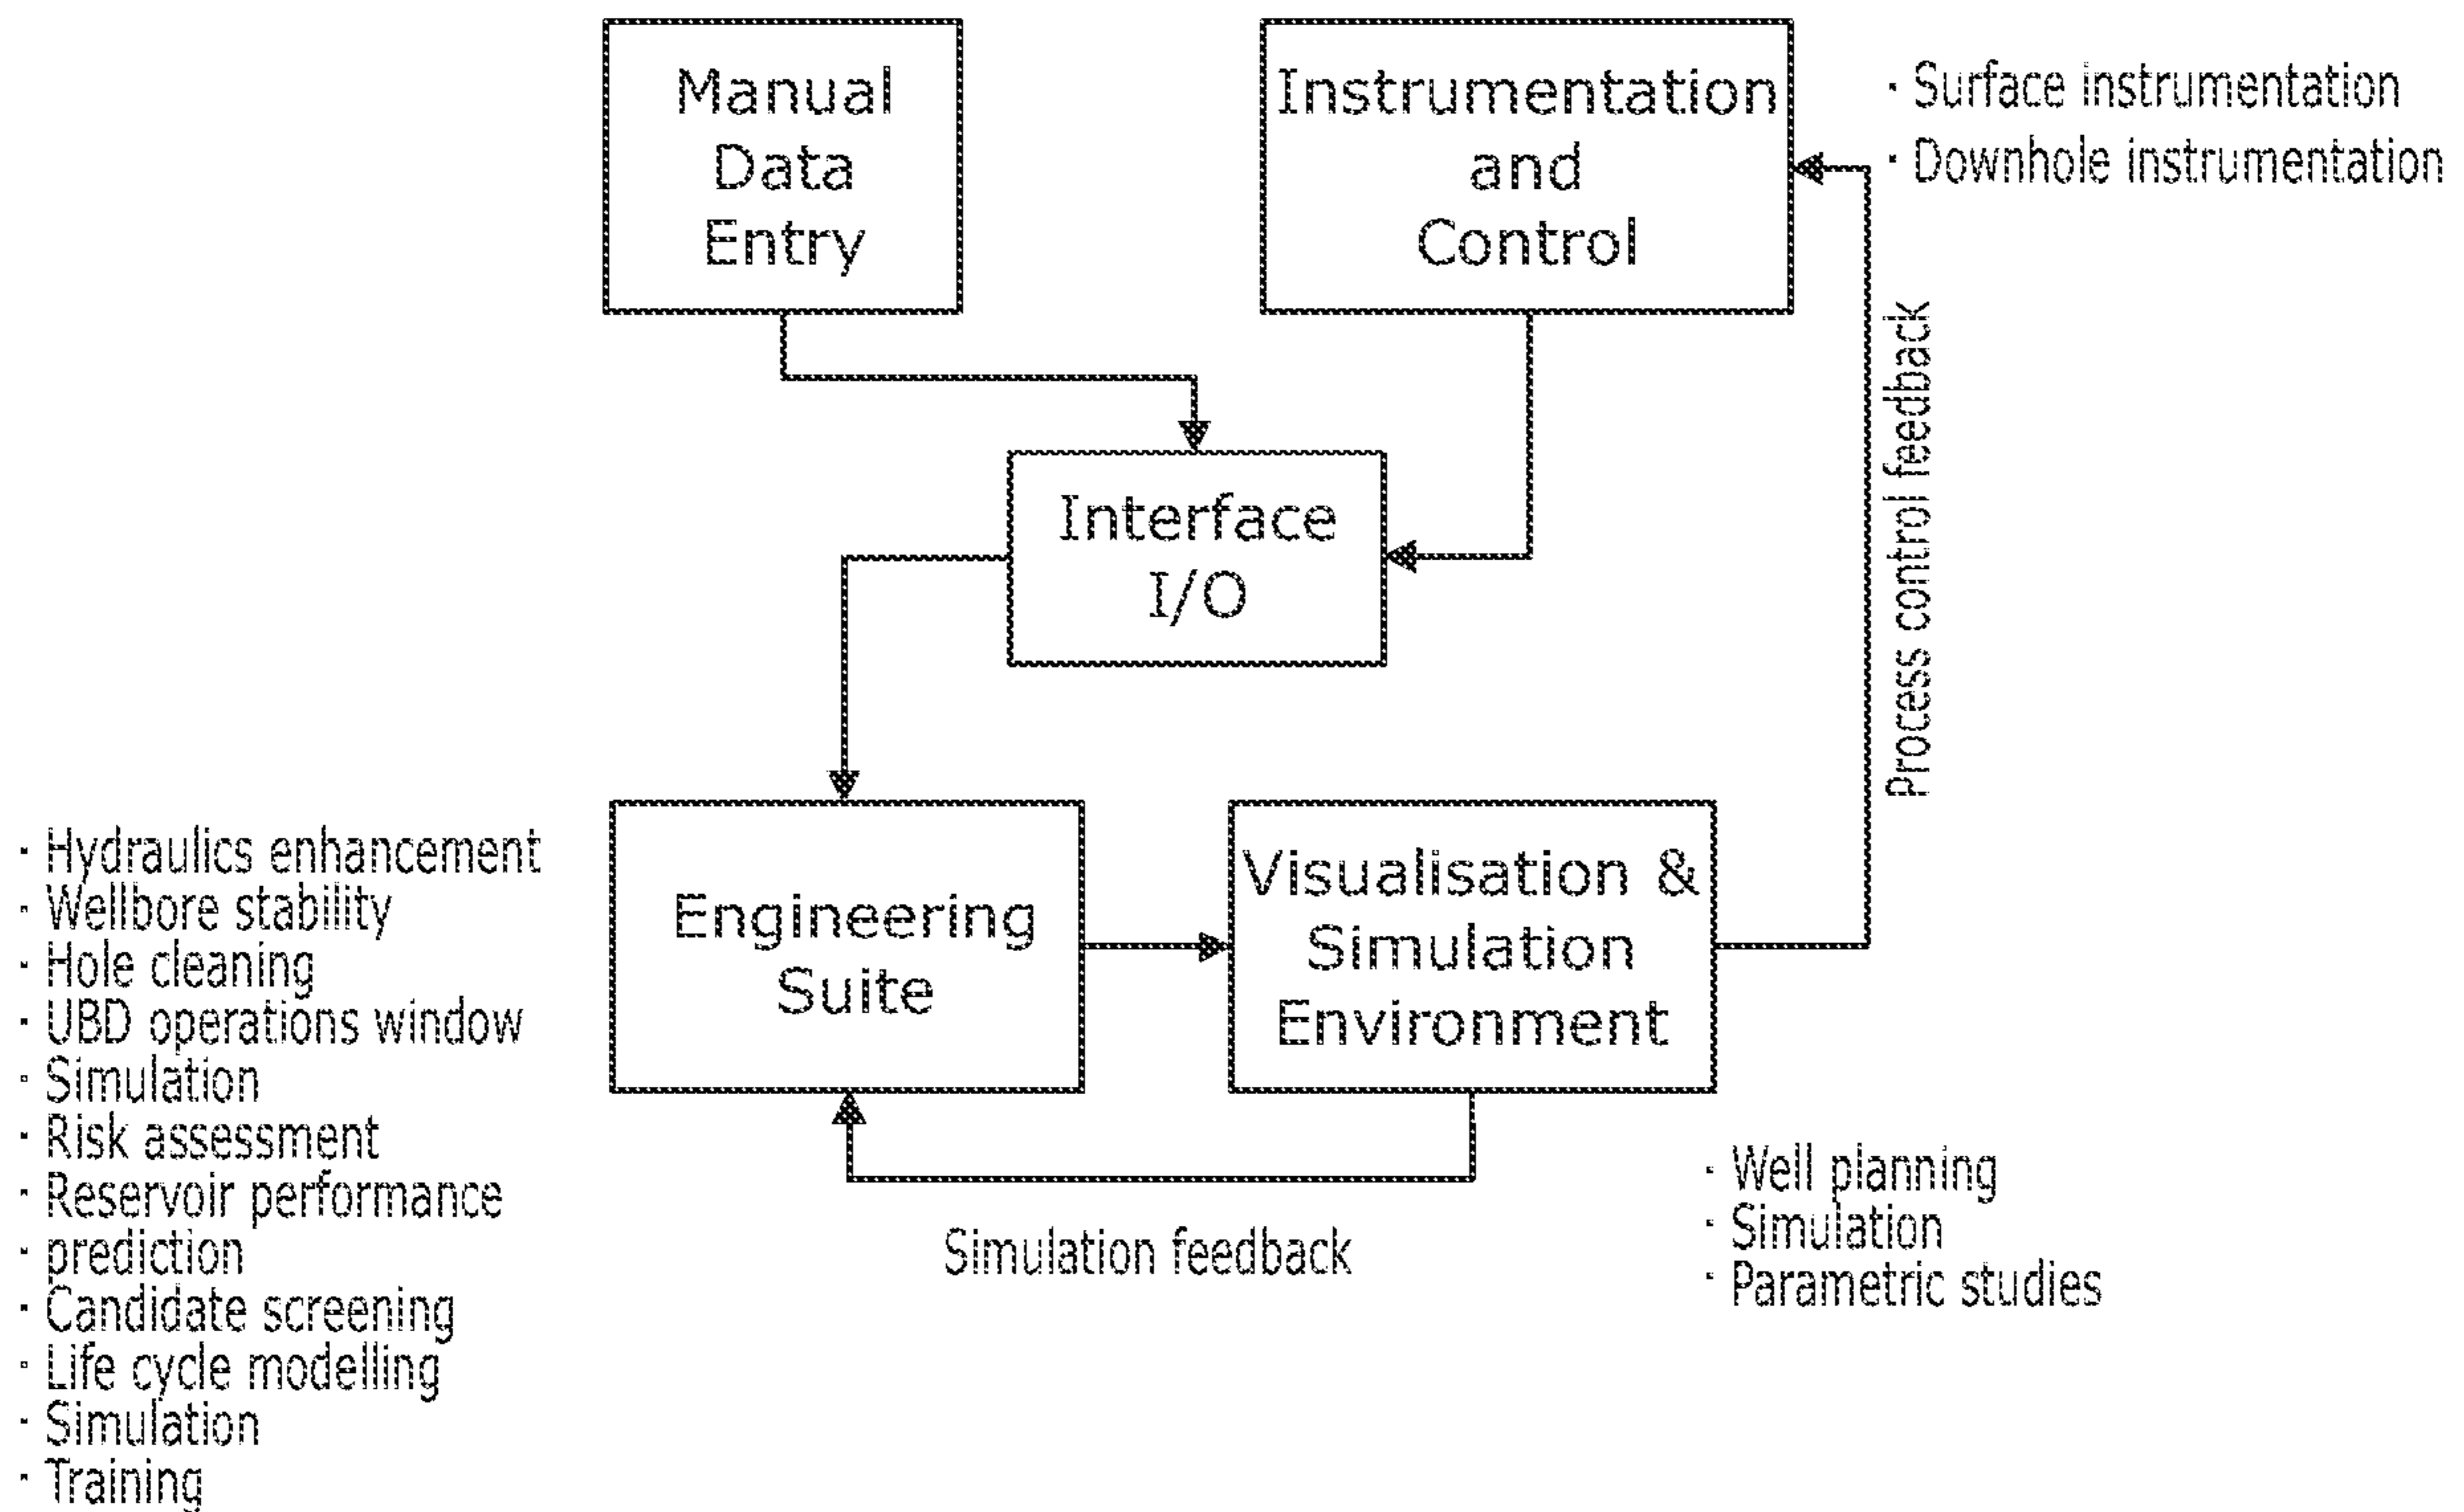 Manual
Data
Entry
Instrumentation
and
Control
· Surface instrumentation
· Downhole instrumentation
Process control feedback
Interface
I/O
Engineering
Suite
Visualisation &
Simulation
Environment
· Hydraulics enhancement
· Wellbore stability
· Hole cleaning
· UBD operations window
· Simulation
· Risk assessment
· Reservoir performance
· prediction
· Candidate screening
· Life cycle modelling
· Simulation
· Training
Simulation feedback
· Well planning
· Simulation
· Parametric studies